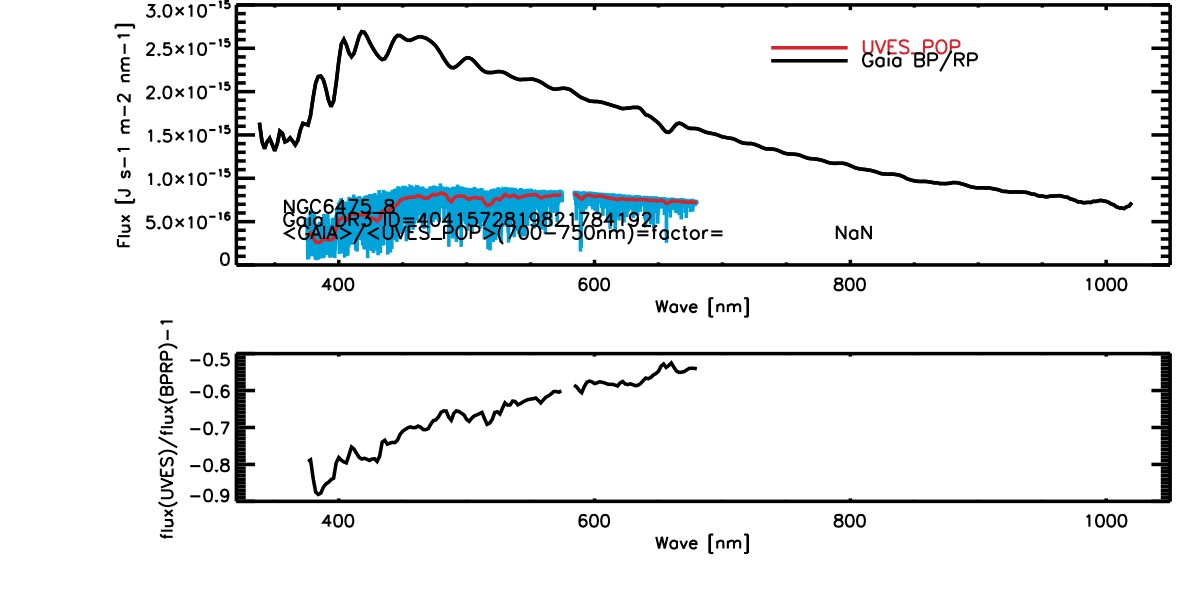 3.0×10-15
2.5×10-15
2.0×10-15
1.5×10-15
1.0×10-15
5.0×10-16
0
Flux [J s-1 m-2 nm-1]
UVES_POP
Gaia BP/RP
NGC6475_8
Gaia DR3 ID=4041572819821784192,
<GAIA>/<UVES_POP>(700-750nm)=factor= NaN
400 600 800 1000
Wave [nm]
-0.5
-0.6
-0.7
-0.8
-0.9
flux(UVES)/flux(BPRP)-1
400 600 800 1000
Wave [nm]